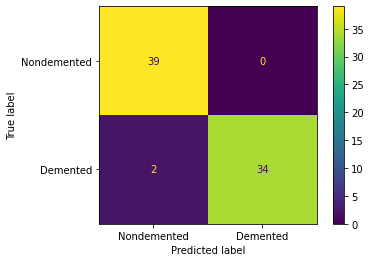 Nondemented
Demented
True label
39
0
2
34
Nondemented
Demented
Predicted label
35
30
25
20
15
10
5
0